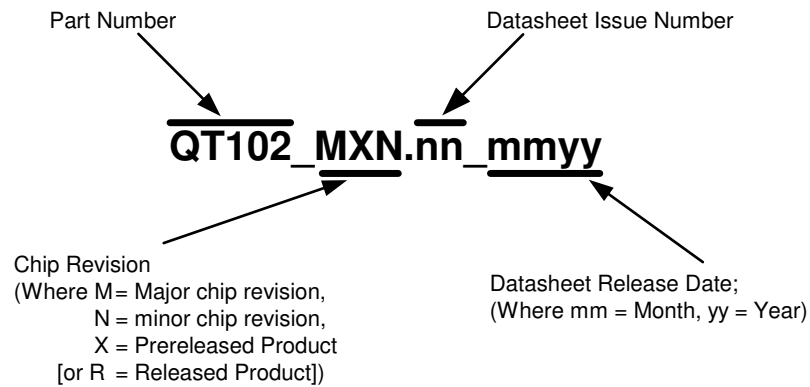 Part Number
Datasheet Issue Number
QT102_MXN.nn_mmyy
Chip Revision
(Where M = Major chip revision,
N = minor chip revision,
X = Prereleased Product
[or R = Released Product])
Datasheet Release Date;
(Where mm = Month, yy = Year)